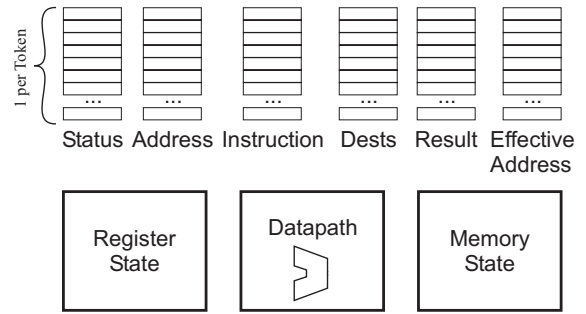 1 per Token
... ... ... ... ... ...
Status Address Instruction Dests Result Effective
Address
Register
State
Datapath
Memory
State